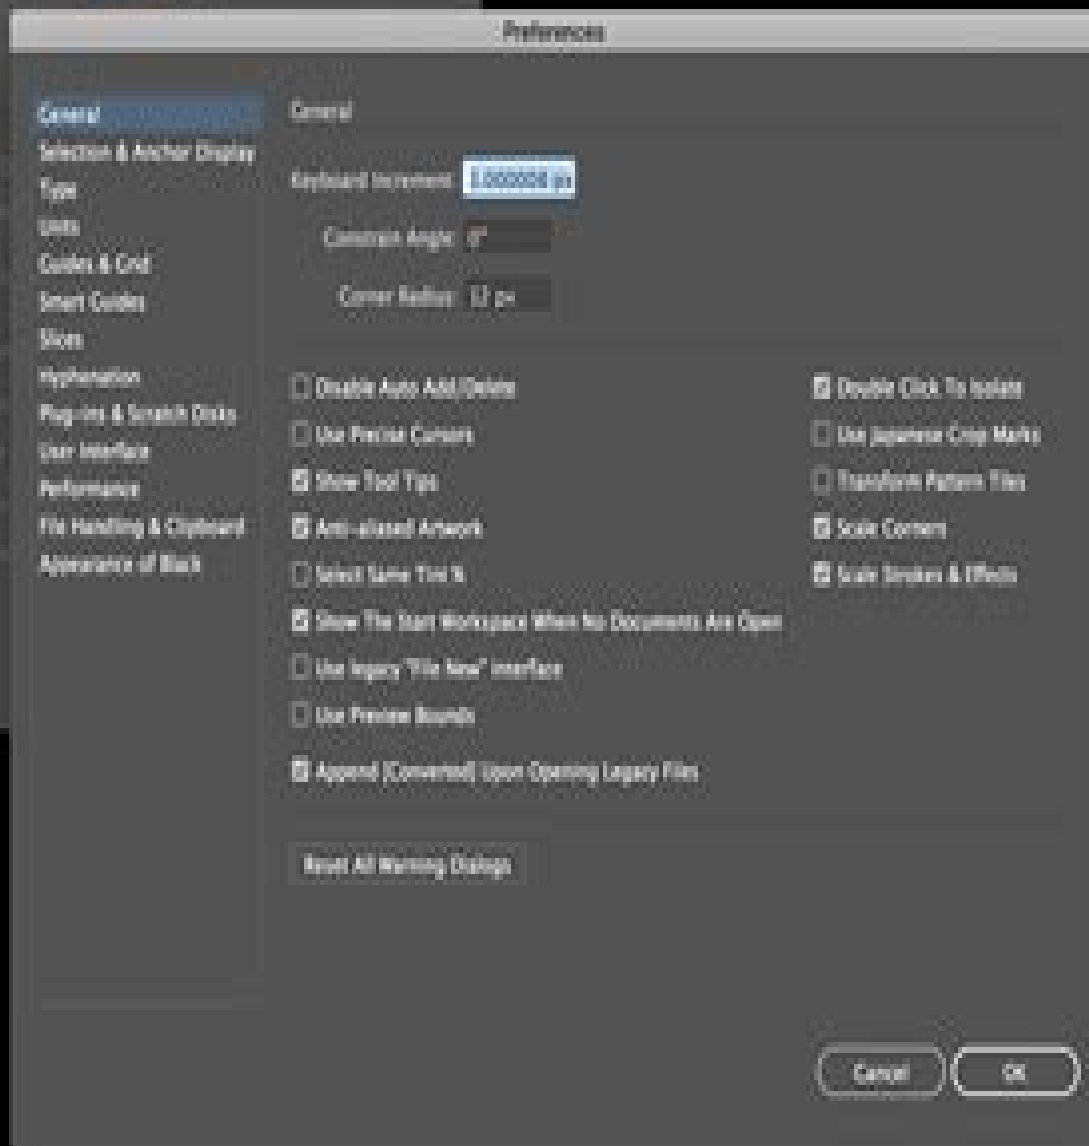 Preferences
General
Selection & Anchor Display
Type
Units
Guides & Grid
Smart Guides
Slices
Hyphenation
Plug-ins & Scratch Disks
User Interface
Performance
File Handling & Clipboard
Appearance of Black
General
Keyboard Increment: px
Constrain Angle: 0°
Corner Radius: 12 px
Disable Auto Add/Delete
Use Precise Cursors
Show Tool Tips
Anti-aliased Artwork
Select Same Tint %
Show The Start Workspace When No Documents Are Open
Use legacy "File New" interface
Use Preview Bounds
Append [Converted] Upon Opening Legacy Files
Double Click To Isolate
Use Japanese Crop Marks
Transform Pattern Tiles
Scale Corners
Scale Strokes & Effects
Reset All Warning Dialogs
Cancel
OK